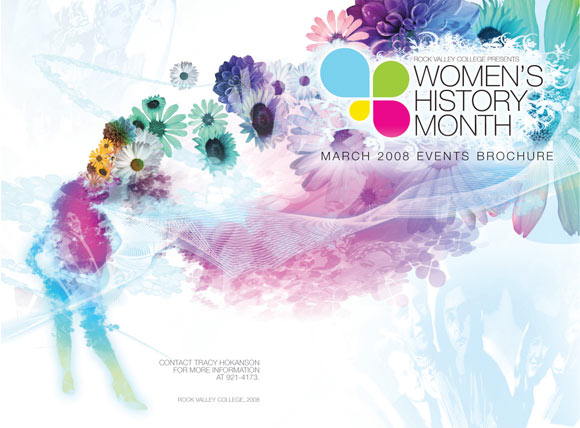 ROCK VALLEY COLLEGE PRESENTS
WOMEN'S
HISTORY
MONTH
MARCH 2008 EVENTS BROCHURE
CONTACT TRACY HOKANSON
FOR MORE INFORMATION
AT 921-4173.
ROCK VALLEY COLLEGE, 2008